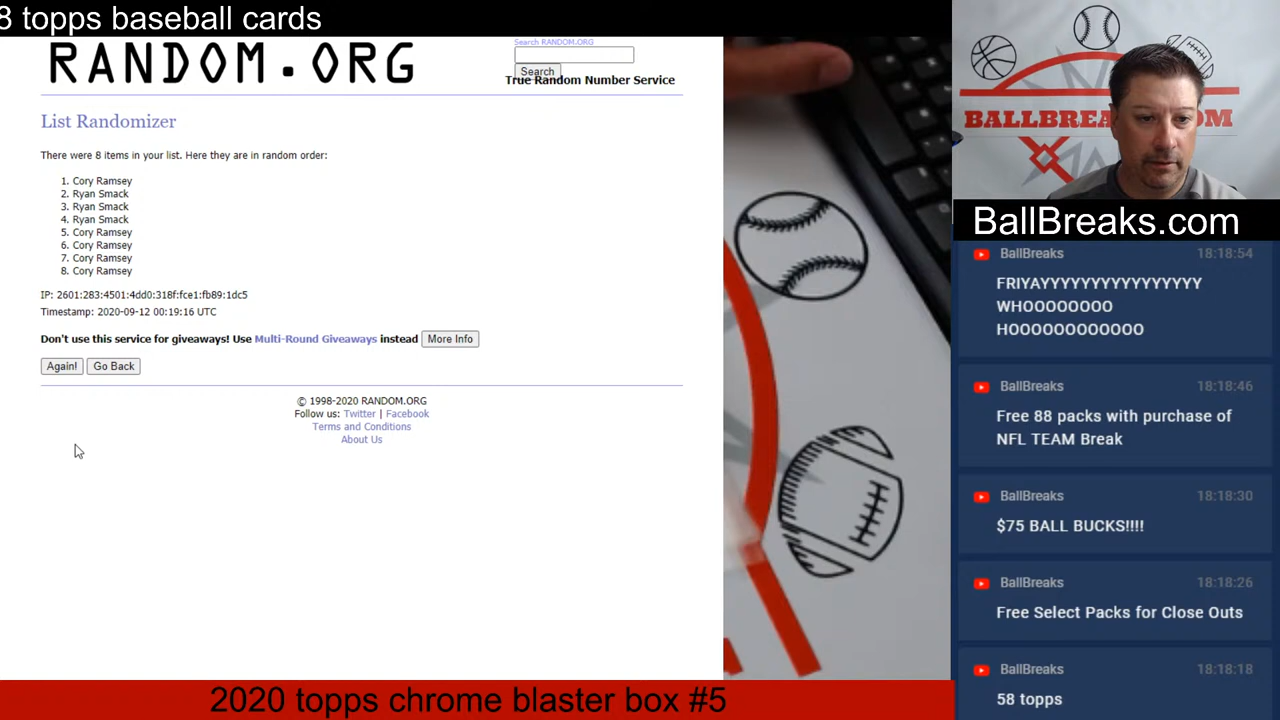 8 topps baseball cards
RANDOM.ORG
Search RANDOM.ORG
Search
True Random Number Service
List Randomizer
There were 8 items in your list. Here they are in random order:
1. Cory Ramsey
2. Ryan Smack
3. Ryan Smack
4. Ryan Smack
5. Cory Ramsey
6. Cory Ramsey
7. Cory Ramsey
8. Cory Ramsey
IP: 2601:283:4501:4dd0:318f:fce1:fb89:1dc5
Timestamp: 2020-09-12 00:19:16 UTC
Don't use this service for giveaways! Use Multi-Round Giveaways instead More Info
Again! Go Back
© 1998-2020 RANDOM.ORG
Follow us: Twitter | Facebook
Terms and Conditions
About Us
BallBreaks.com
BallBreaks 18:18:54
FRIYAYYYYYYYYYYYYYYYY
WHOOOOOOOO
HOOOOOOOOOOOO
BallBreaks 18:18:46
Free 88 packs with purchase of
NFL TEAM Break
BallBreaks 18:18:30
$75 BALL BUCKS!!!!
BallBreaks 18:18:26
Free Select Packs for Close Outs
BallBreaks 18:18:18
58 topps
2020 topps chrome blaster box #5